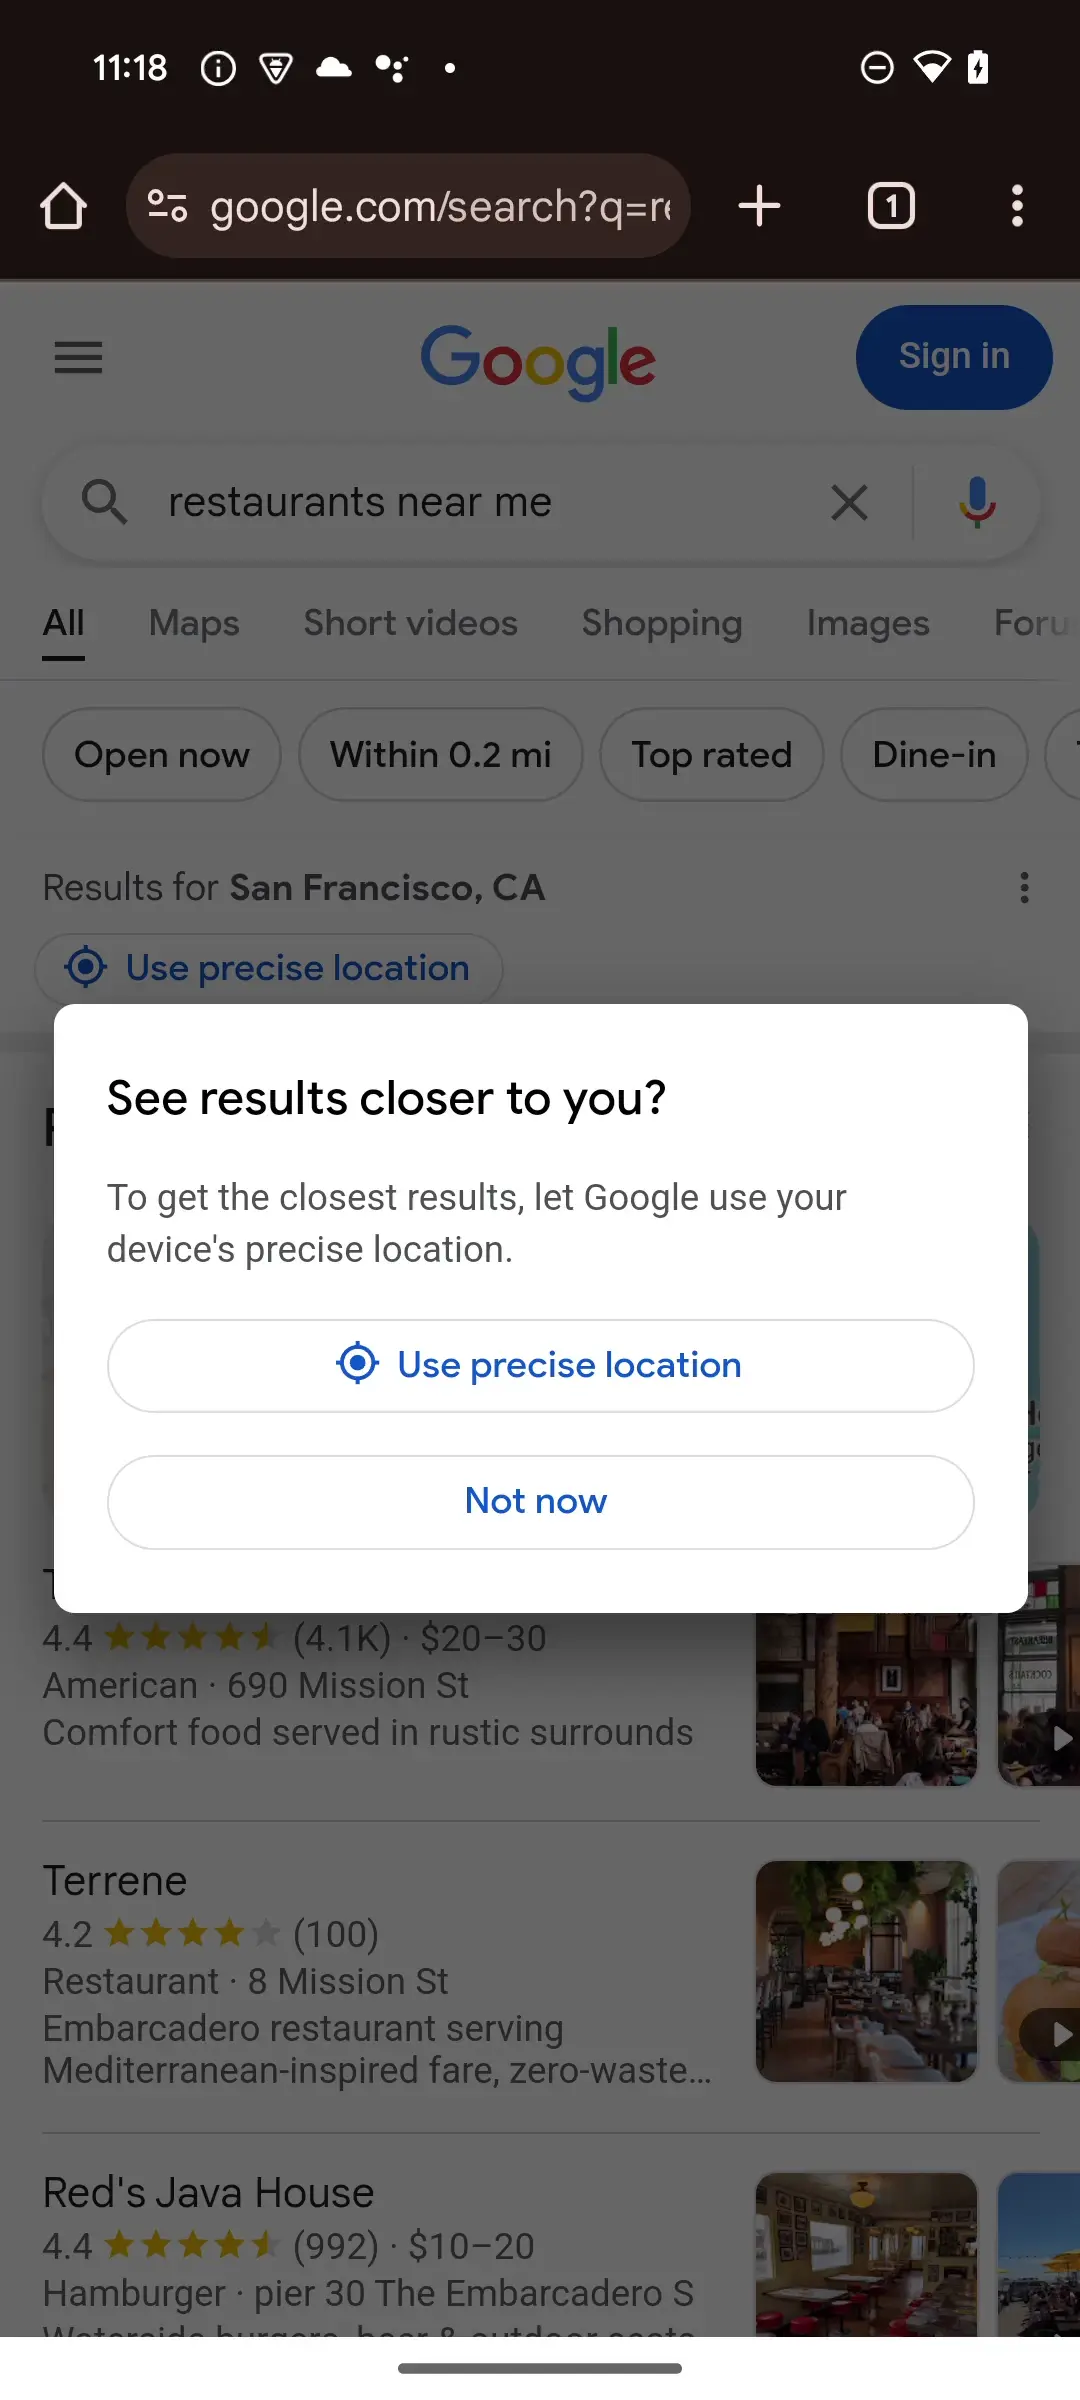 11:18
google.com/search?q=re
1
Google
Sign in
restaurants near me
All Maps Short videos Shopping Images Foru
Open now Within 0.2 mi Top rated Dine-in
Results for San Francisco, CA
Use precise location
See results closer to you?
To get the closest results, let Google use your
device's precise location.
Use precise location
Not now
4.4 (4.1K) · $20–30
American · 690 Mission St
Comfort food served in rustic surrounds
Terrene
4.2 (100)
Restaurant · 8 Mission St
Embarcadero restaurant serving
Mediterranean-inspired fare, zero-waste...
Red's Java House
4.4 (992) · $10–20
Hamburger · pier 30 The Embarcadero S